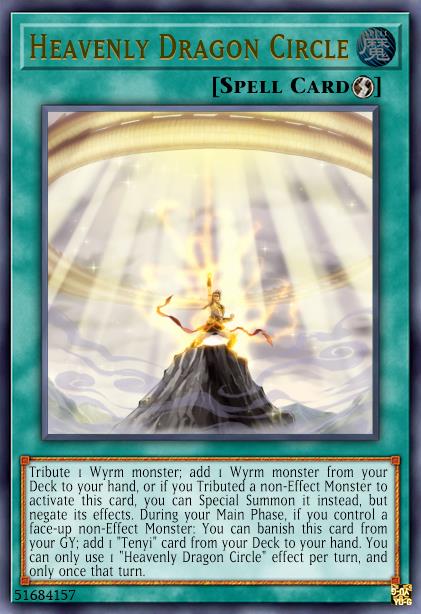 Heavenly Dragon Circle
魔
[Spell Card]
Tribute 1 Wyrm monster; add 1 Wyrm monster from your
Deck to your hand, or if you Tributed a non-Effect Monster to
activate this card, you can Special Summon it instead, but
negate its effects. During your Main Phase, if you control a
face-up non-Effect Monster: You can banish this card from
your GY; add 1 "Tenyi" card from your Deck to your hand. You
can only use 1 "Heavenly Dragon Circle" effect per turn, and
only once that turn.
51684157